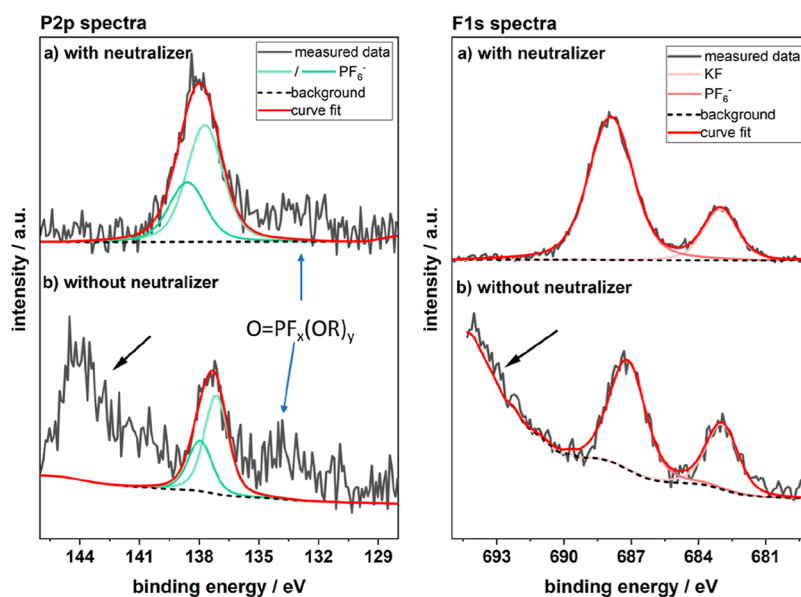 P2p spectra
a) with neutralizer
measured data
/ PF₆⁻
background
curve fit
b) without neutralizer
O=PFₓ(OR)ᵧ
intensity / a.u.
144 141 138 135 132 129
binding energy / eV
F1s spectra
a) with neutralizer
measured data
KF
PF₆⁻
background
curve fit
b) without neutralizer
intensity / a.u.
693 690 687 683 681
binding energy / eV